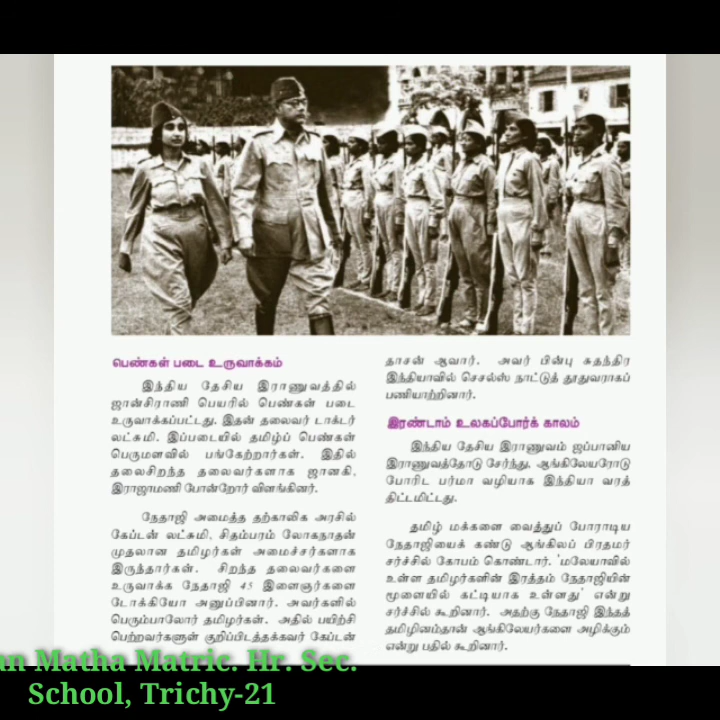 பெண்கள் படை உருவாக்கம்
இந்திய தேசிய இராணுவத்தில்
ஜான்சிராணி பெயரில் பெண்கள் படை
உருவாக்கப்பட்டது. இதன் தலைவர் டாக்டர்
லட்சுமி. இப்படையில் தமிழ்ப் பெண்கள்
பெருமளவில் பங்கேற்றார்கள். இதில்
தலைசிறந்த தலைவர்களாக ஜானகி,
இராஜாமணி போன்றோர் விளங்கினர்.
நேதாஜி அமைத்த தற்காலிக அரசில்
கேப்டன் லட்சுமி, சிதம்பரம் லோகநாதன்
முதலான தமிழர்கள் அமைச்சர்களாக
இருந்தார்கள். சிறந்த தலைவர்களை
உருவாக்க நேதாஜி 45 இளைஞர்களை
டோக்கியோ அனுப்பினார். அவர்களில்
பெரும்பாலோர் தமிழர்கள். அதில் பயிற்சி
பெற்றவர்களுள் குறிப்பிடத்தக்கவர் கேப்டன்
தாசன் ஆவார். அவர் பின்பு சுதந்திர
இந்தியாவில் செசல்ஸ் நாட்டுத் தூதுவராகப்
பணியாற்றினார்.
இரண்டாம் உலகப்போர்க் காலம்
இந்திய தேசிய இராணுவம் ஜப்பானிய
இராணுவத்தோடு சேர்ந்து, ஆங்கிலேயரோடு
போரிட பர்மா வழியாக இந்தியா வரத்
திட்டமிட்டது.
தமிழ் மக்களை வைத்துப் போராடிய
நேதாஜியைக் கண்டு ஆங்கிலப் பிரதமர்
சர்ச்சில் கோபம் கொண்டார். 'மலேயாவில்
உள்ள தமிழர்களின் இரத்தம் நேதாஜியின்
மூளையில் கட்டியாக உள்ளது' என்று
சர்ச்சில் கூறினார். அதற்கு நேதாஜி இந்தத்
தமிழினம்தான் ஆங்கிலேயர்களை அழிக்கும்
என்று பதில் கூறினார்.
an Matha Matric. Hr. Sec.
School, Trichy-21